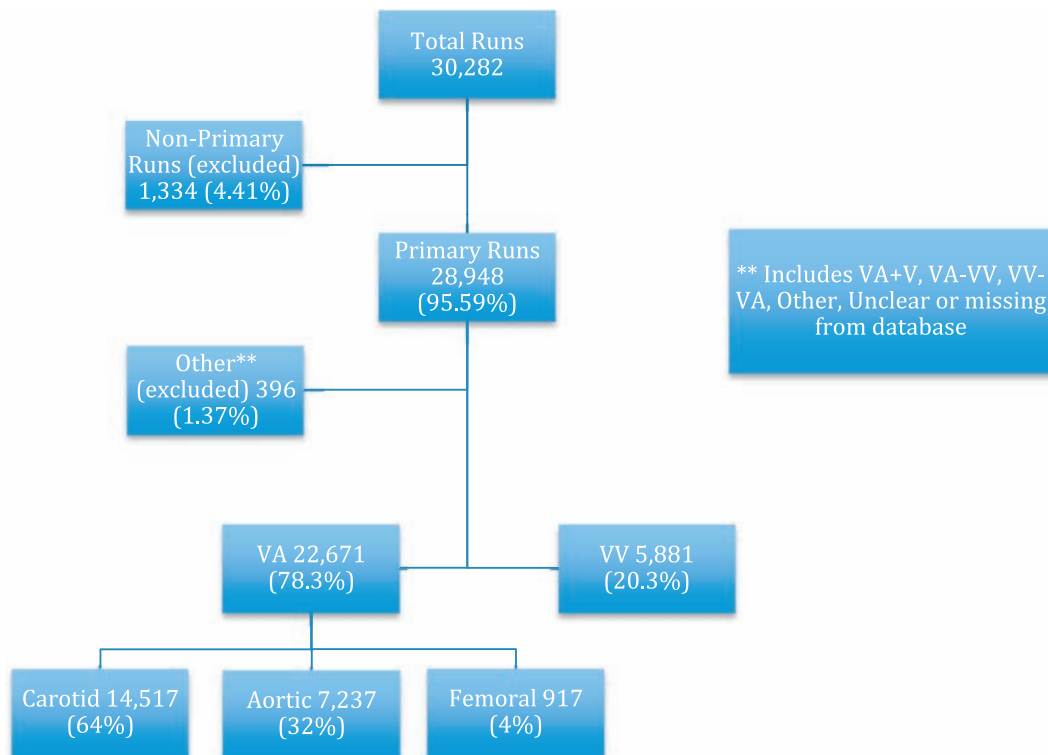 Total Runs
30,282
Non-Primary
Runs (excluded)
1,334 (4.41%)
Primary Runs
28,948
(95.59%)
** Includes VA+V, VA-VV, VV-
VA, Other, Unclear or missing
from database
Other**
(excluded) 396
(1.37%)
VA 22,671
(78.3%)
VV 5,881
(20.3%)
Carotid 14,517
(64%)
Aortic 7,237
(32%)
Femoral 917
(4%)